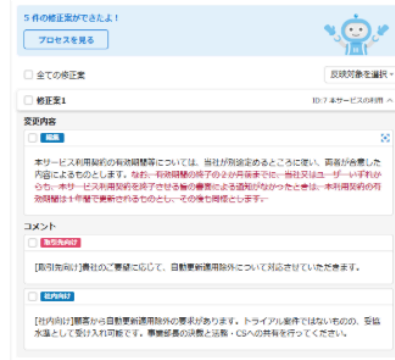 5 件の修正案ができたよ！
プロセスを見る
全ての修正案
反映対象を選択
修正案1
ID:7 本サービスの利用
変更内容
本サービス利用契約の有効期間等については、当社が別途定めるところに従い、両者が合意した
内容によるものとします。なお、有効期間の終了の2か月前までに、当社又はユーザーいずれか
らも、本サービス利用契約を終了させる旨の書面による通知がなかったときは、本利用契約の有
効期間は1年間で更新されるものとし、その後も同様とします。
コメント
取引先向け
[取引先向け]貴社のご要望に応じて、自動更新適用除外について対応させていただきます。
社内向け
[社内向け]顧客から自動更新適用除外の要求があります。トライアル案件ではないものの、妥協
水準として受け入れ可能です。事業部長の決裁と法務・CSへの共有を行ってください。